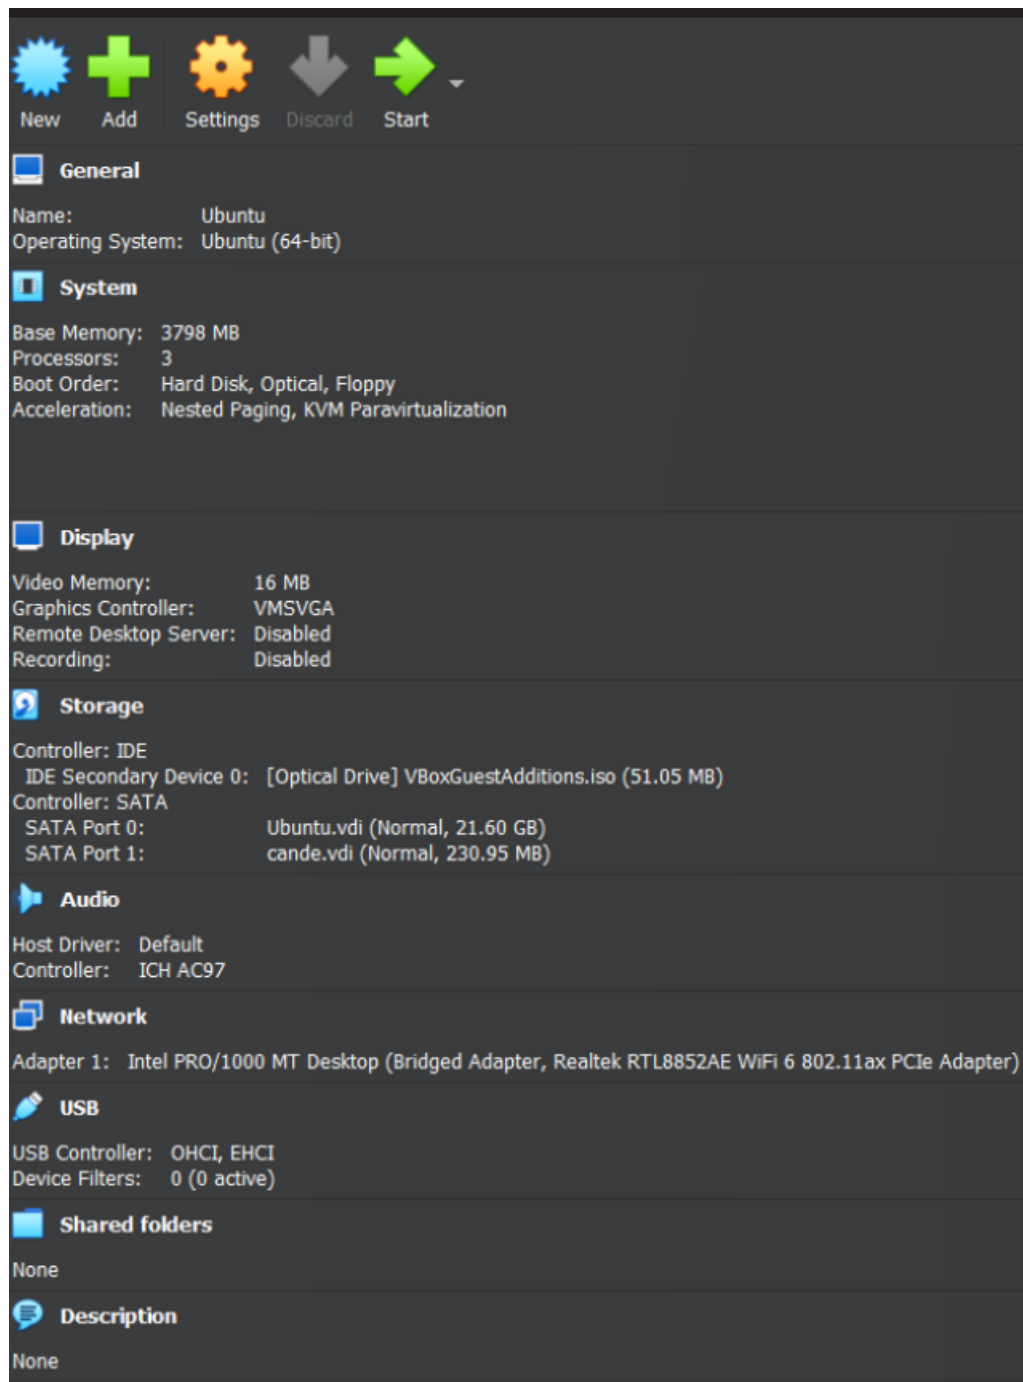 New Add Settings Discard Start
General
Name: Ubuntu
Operating System: Ubuntu (64-bit)
System
Base Memory: 3798 MB
Processors: 3
Boot Order: Hard Disk, Optical, Floppy
Acceleration: Nested Paging, KVM Paravirtualization
Display
Video Memory: 16 MB
Graphics Controller: VMSVGA
Remote Desktop Server: Disabled
Recording: Disabled
Storage
Controller: IDE
IDE Secondary Device 0: [Optical Drive] VBoxGuestAdditions.iso (51.05 MB)
Controller: SATA
SATA Port 0: Ubuntu.vdi (Normal, 21.60 GB)
SATA Port 1: cande.vdi (Normal, 230.95 MB)
Audio
Host Driver: Default
Controller: ICH AC97
Network
Adapter 1: Intel PRO/1000 MT Desktop (Bridged Adapter, Realtek RTL8852AE WiFi 6 802.11ax PCIe Adapter)
USB
USB Controller: OHCI, EHCI
Device Filters: 0 (0 active)
Shared folders
None
Description
None